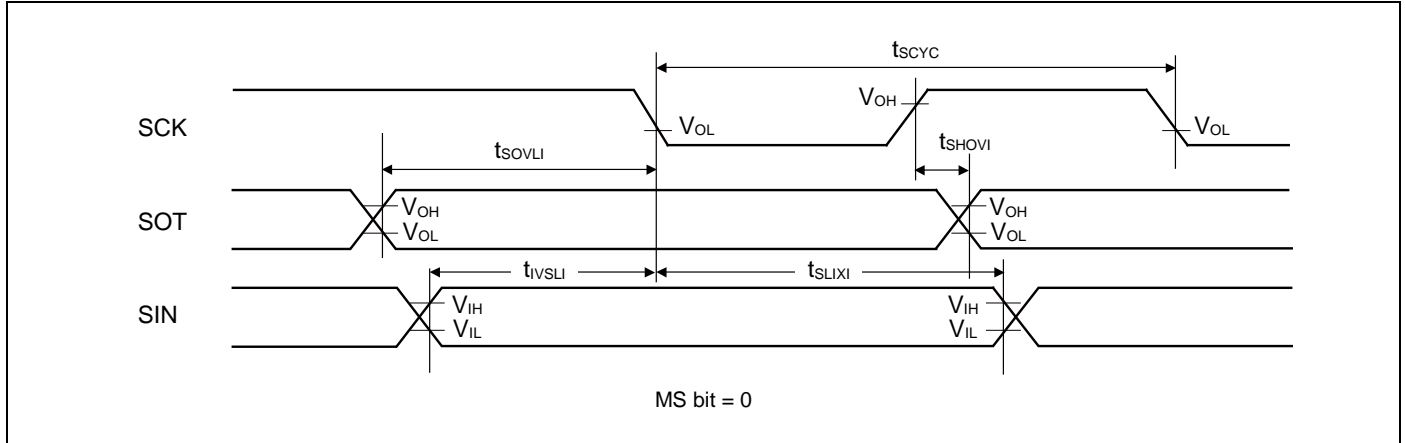 tSCYC
SCK
VOH
VOL
VOL
tSOVLI
tSHOVI
SOT
VOH
VOL
VOH
VOL
tIVSLI
tSLIXI
SIN
VIH
VIL
VIH
VIL
MS bit = 0